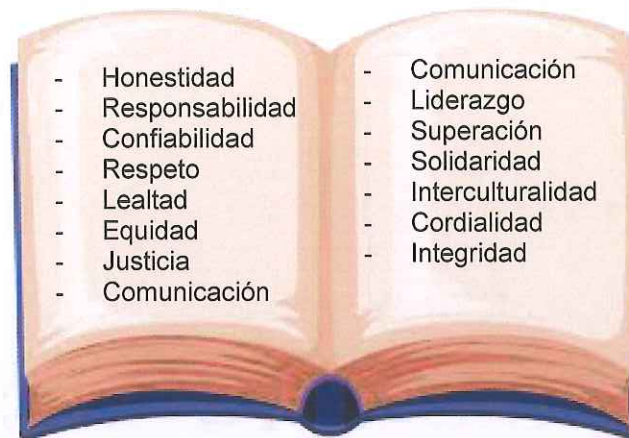 - Honestidad
- Responsabilidad
- Confiabilidad
- Respeto
- Lealtad
- Equidad
- Justicia
- Comunicación
- Comunicación
- Liderazgo
- Superación
- Solidaridad
- Interculturalidad
- Cordialidad
- Integridad